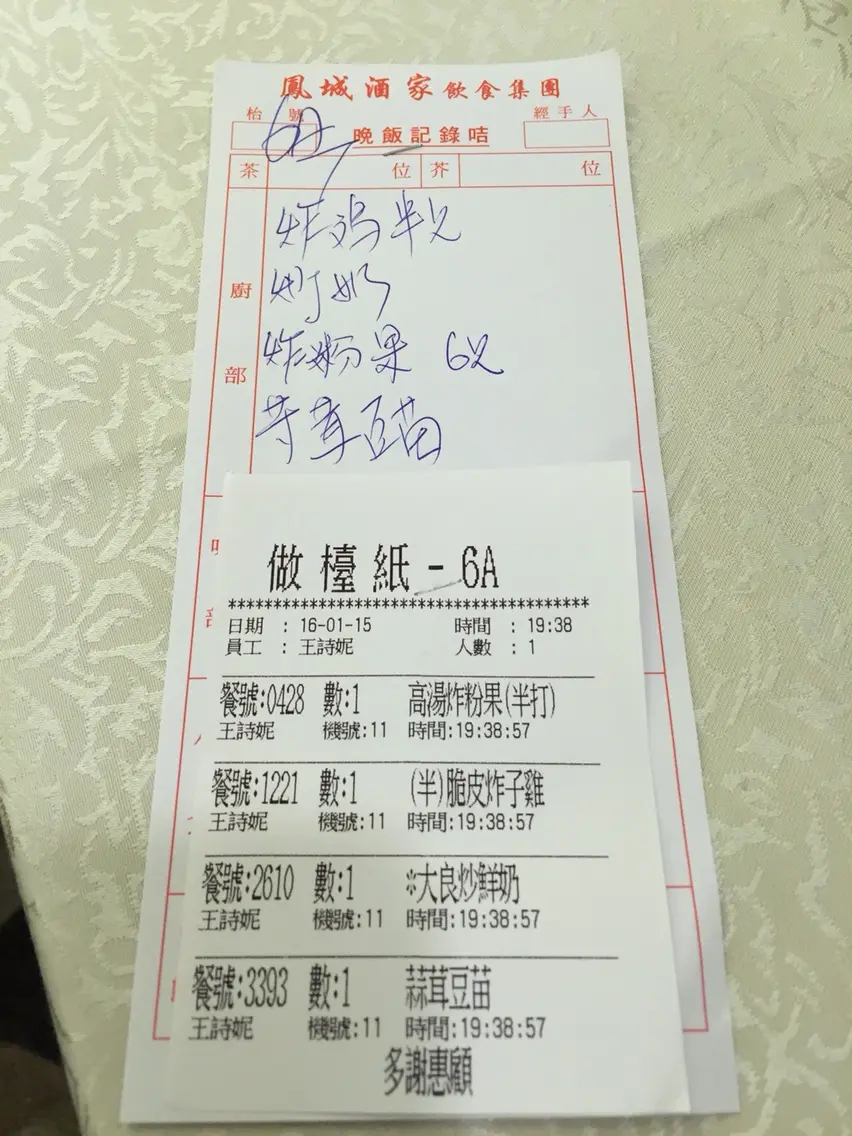 鳳城酒家飲食集團
枱號 經手人
6A 晚飯記錄咭
茶 位 芥 位
炸鸡半只
炒奶
廚
炸粉果 6只
部
豆苗
部
做檯紙-6A
****************************************
日期 : 16-01-15 時間 : 19:38
員工 : 王詩妮 人數 : 1
餐號:0428 數:1 高湯炸粉果(半打)
王詩妮 機號:11 時間:19:38:57
餐號:1221 數:1 (半)脆皮炸子雞
王詩妮 機號:11 時間:19:38:57
餐號:2610 數:1 *大良炒鮮奶
王詩妮 機號:11 時間:19:38:57
餐號:3393 數:1 蒜茸豆苗
王詩妮 機號:11 時間:19:38:57
多謝惠顧